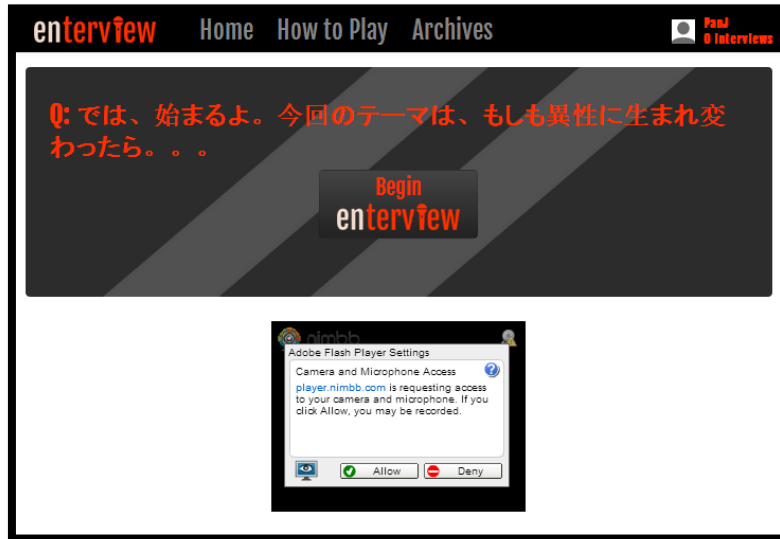 enterview
Home How to Play Archives
PanJ
0 Interviews
Q: では、始まるよ。今回のテーマは、もしも異性に生まれ変
わったら。。。
Begin
enterview
nimbb
Adobe Flash Player Settings
Camera and Microphone Access
player.nimbb.com is requesting access
to your camera and microphone. If you
click Allow, you may be recorded.
Allow Deny